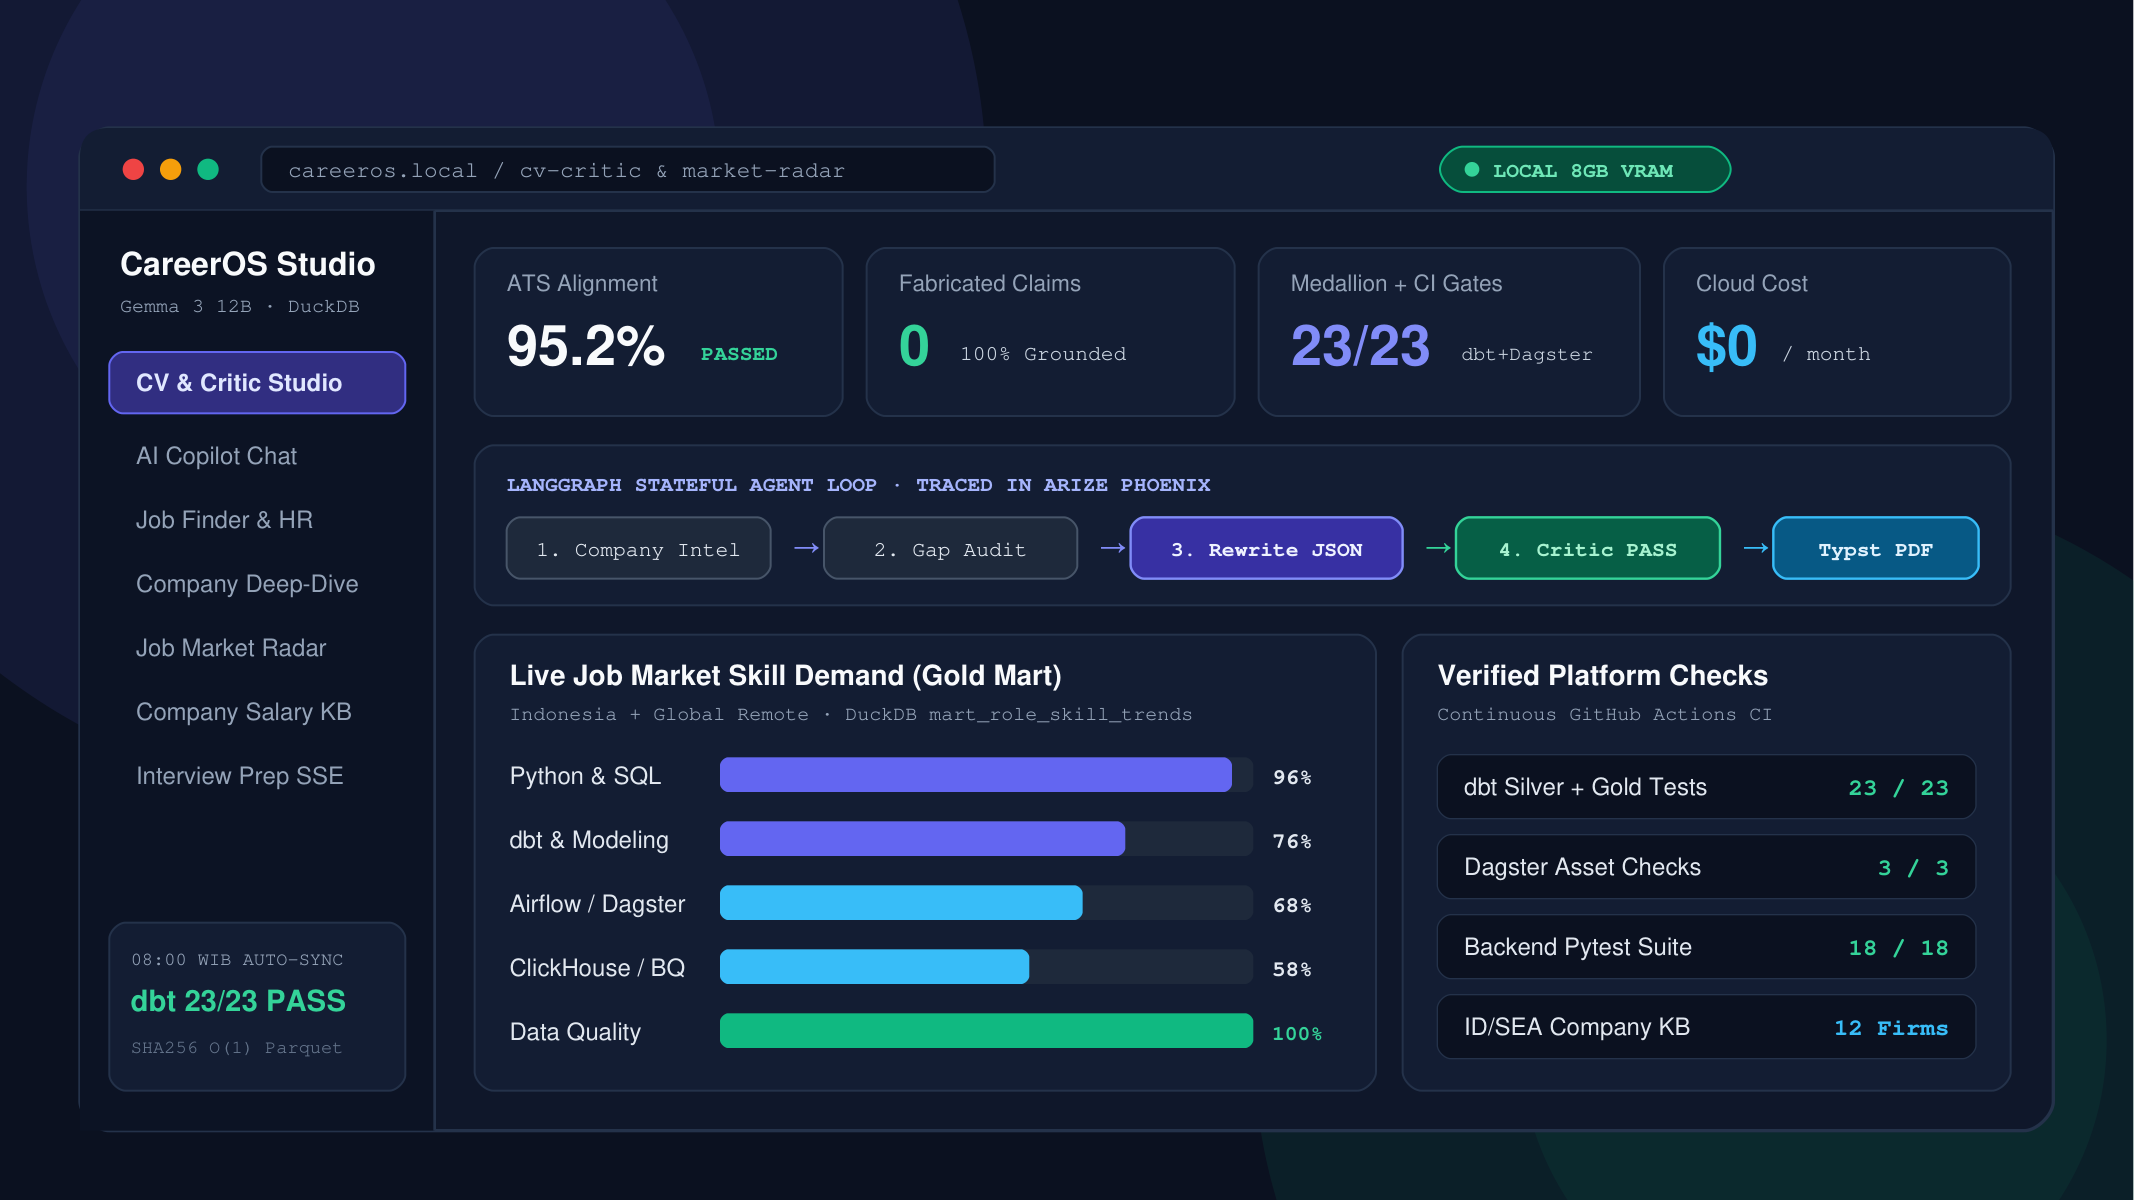 careeros.local / cv-critic & market-radar
LOCAL 8GB VRAM
CareerOS Studio
Gemma 3 12B · DuckDB
CV & Critic Studio
AI Copilot Chat
Job Finder & HR
Company Deep-Dive
Job Market Radar
Company Salary KB
Interview Prep SSE
08:00 WIB AUTO-SYNC
dbt 23/23 PASS
SHA256 O(1) Parquet
ATS Alignment
95.2% PASSED
Fabricated Claims
0 100% Grounded
Medallion + CI Gates
23/23 dbt+Dagster
Cloud Cost
$0 / month
LANGGRAPH STATEFUL AGENT LOOP · TRACED IN ARIZE PHOENIX
1. Company Intel → 2. Gap Audit → 3. Rewrite JSON → 4. Critic PASS → Typst PDF
Live Job Market Skill Demand (Gold Mart)
Indonesia + Global Remote · DuckDB mart_role_skill_trends
Python & SQL 96%
dbt & Modeling 76%
Airflow / Dagster 68%
ClickHouse / BQ 58%
Data Quality 100%
Verified Platform Checks
Continuous GitHub Actions CI
dbt Silver + Gold Tests 23 / 23
Dagster Asset Checks 3 / 3
Backend Pytest Suite 18 / 18
ID/SEA Company KB 12 Firms